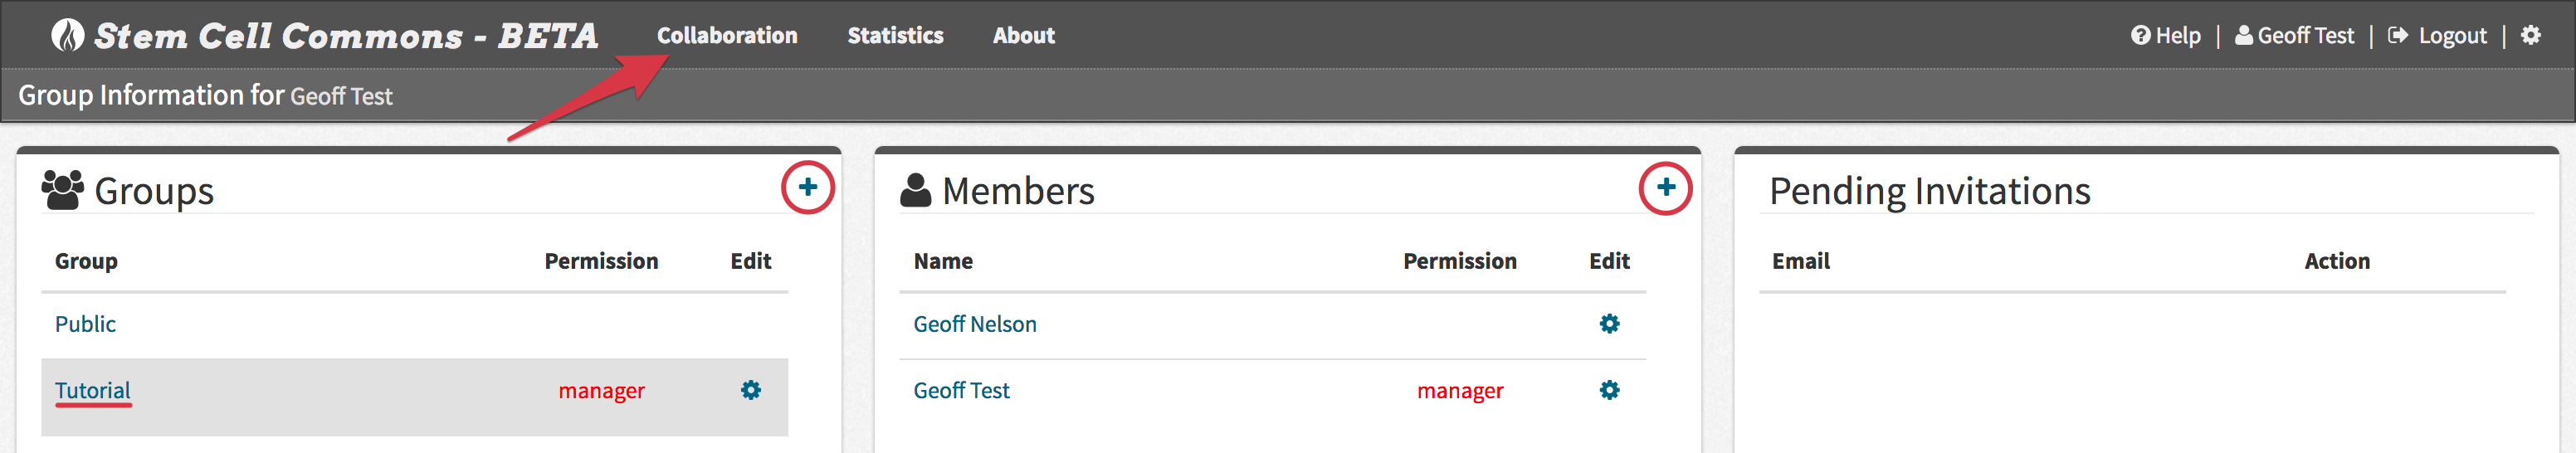 Stem Cell Commons - BETA Collaboration Statistics About Help | Geoff Test | Logout |
Group Information for Geoff Test
Groups
Group Permission Edit
Public
Tutorial manager
Members
Name Permission Edit
Geoff Nelson
Geoff Test manager
Pending Invitations
Email Action